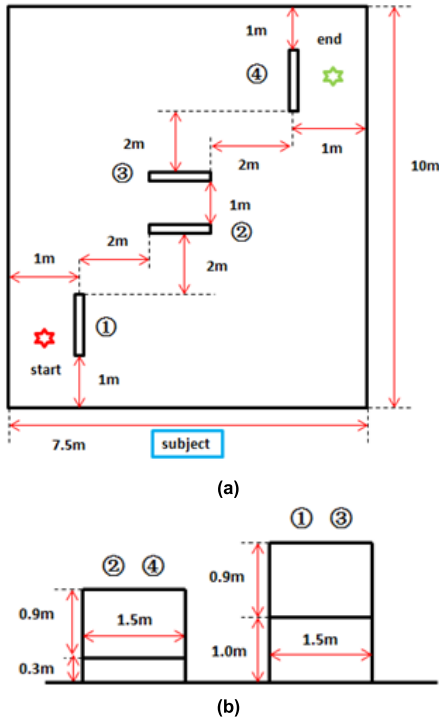 1m
end
④
2m
③
2m
1m
10m
1m
1m
2m
②
2m
①
start
1m
7.5m
subject
(a)
① ③
② ④
0.9m
0.9m
1.5m
1.5m
0.3m
1.0m
(b)